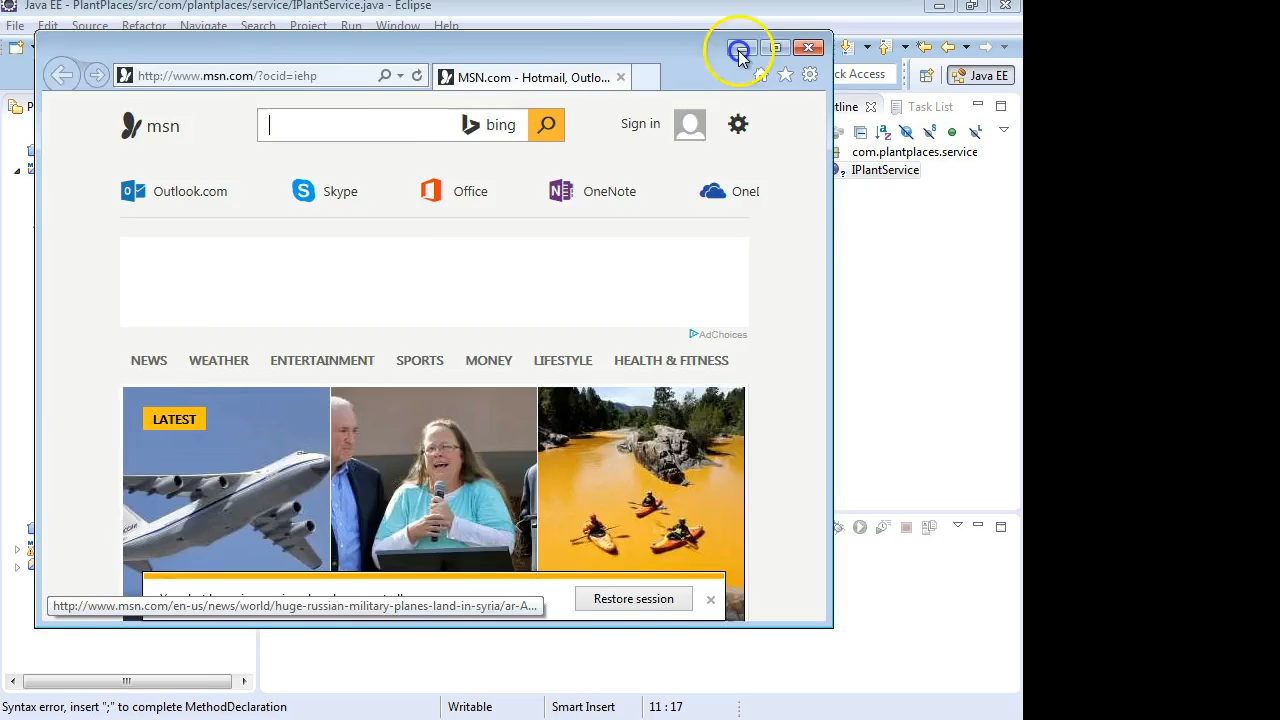 Java EE - PlantPlaces/src/com/plantplaces/service/IPlantService.java - Eclipse
File Edit Source Refactor Navigate Search Project Run Window Help
http://www.msn.com/?ocid=iehp
MSN.com - Hotmail, Outlo...
ck Access
Java EE
msn
bing
Sign in
utline
Task List
com.plantplaces.service
IPlantService
Outlook.com
Skype
Office
OneNote
OneD
AdChoices
NEWS WEATHER ENTERTAINMENT SPORTS MONEY LIFESTYLE HEALTH & FITNESS
LATEST
Restore session
http://www.msn.com/en-us/news/world/huge-russian-military-planes-land-in-syria/ar-A...
Syntax error, insert ";" to complete MethodDeclaration
Writable
Smart Insert
11 : 17